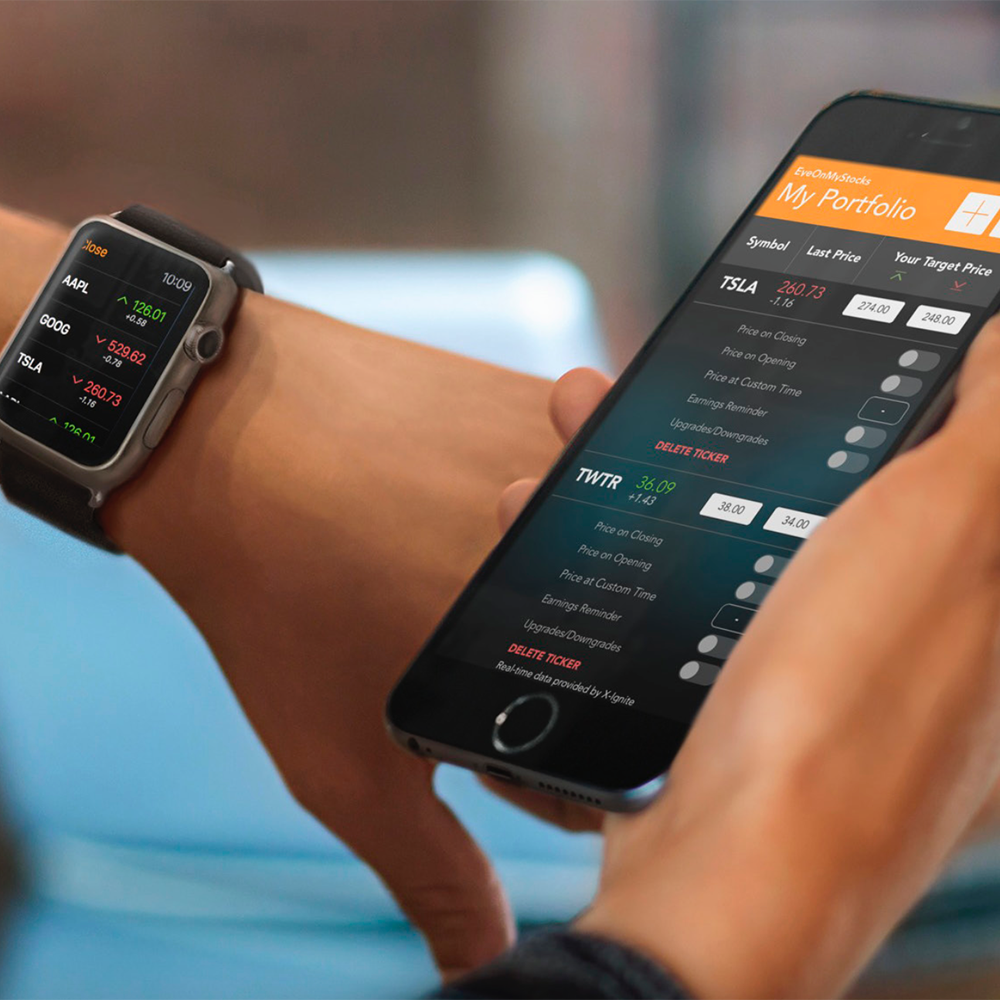 :lose
10:09
AAPL
126.01
+0.58
GOOG
529.62
-0.78
TSLA
260.73
-1.16
126.01
EyeOnMyStocks
My Portfolio
Symbol Last Price Your Target Price
TSLA 260.73 274.00 248.00
-1.16
Price on Closing
Price on Opening
Price at Custom Time
Earnings Reminder
Upgrades/Downgrades
DELETE TICKER
TWTR 36.09 38.00 34.00
+1.43
Price on Closing
Price on Opening
Price at Custom Time
Earnings Reminder
Upgrades/Downgrades
DELETE TICKER
Real-time data provided by X-Ignite